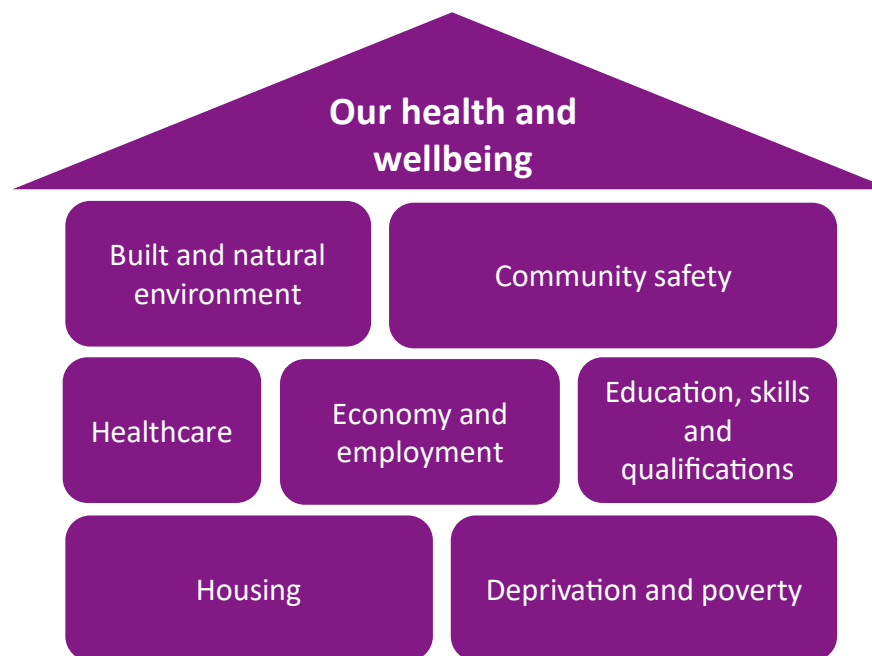 Our health and
wellbeing
Built and natural
environment
Community safety
Healthcare
Economy and
employment
Education, skills
and
qualifications
Housing
Deprivation and poverty